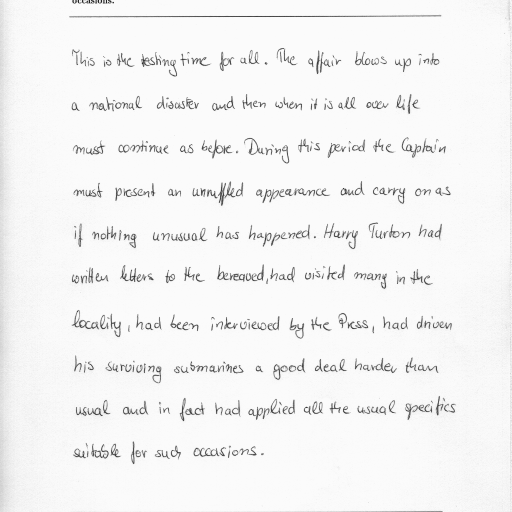 occasions.
This is the testing time for all. The affair blows up into
a national disaster and then when it is all over life
must continue as before. During this period the Captain
must present an unruffled appearance and carry on as
if nothing unusual has happened. Harry Turton had
written letters to the bereaved, had visited many in the
locality, had been interviewed by the Press, had driven
his surviving submarines a good deal harder than
usual and in fact had applied all the usual specifics
suitable for such occasions.